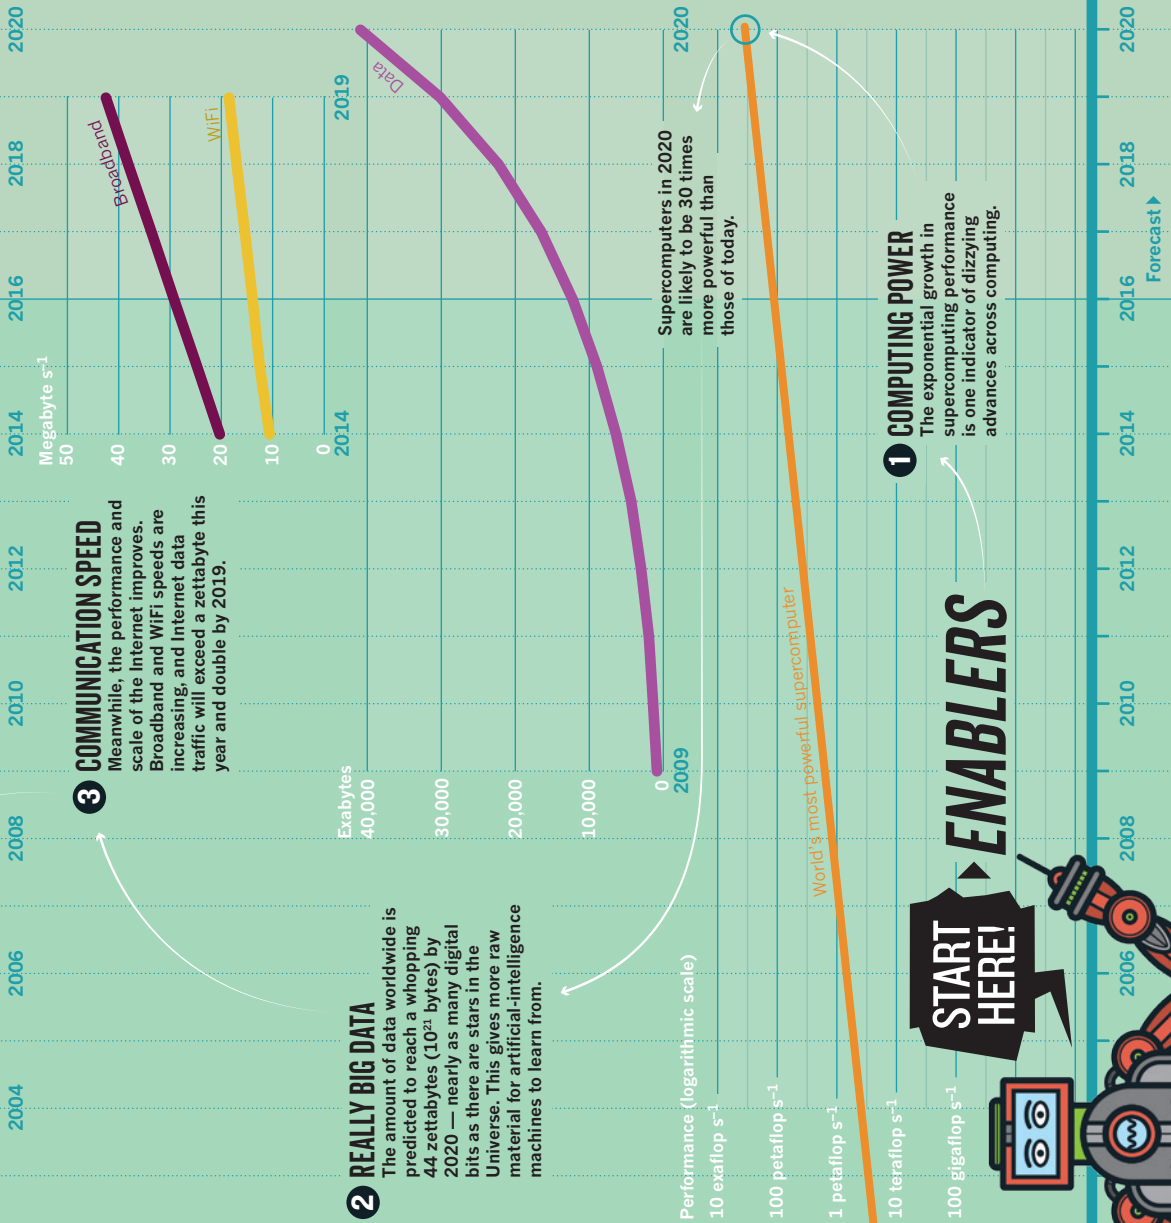 START
HERE!
ENABLERS
1 COMPUTING POWER
The exponential growth in
supercomputing performance
is one indicator of dizzying
advances across computing.
Supercomputers in 2020
are likely to be 30 times
more powerful than
those of today.
Performance (logarithmic scale)
10 exaflop s⁻¹
100 petaflop s⁻¹
1 petaflop s⁻¹
10 teraflop s⁻¹
100 gigaflop s⁻¹
World's most powerful supercomputer
2 REALLY BIG DATA
The amount of data worldwide is
predicted to reach a whopping
44 zettabytes (10²¹ bytes) by
2020 — nearly as many digital
bits as there are stars in the
Universe. This gives more raw
material for artificial-intelligence
machines to learn from.
Exabytes
40,000
30,000
20,000
10,000
0
Data
2009 2020
3 COMMUNICATION SPEED
Meanwhile, the performance and
scale of the Internet improves.
Broadband and WiFi speeds are
increasing, and Internet data
traffic will exceed a zettabyte this
year and double by 2019.
Megabyte s⁻¹
50
40
30
20
10
0
Broadband
WiFi
2014 2019
2004 2006 2008 2010 2012 2014 2016 2018 2020
2006 2008 2010 2012 2014 2016 2018 2020
Forecast